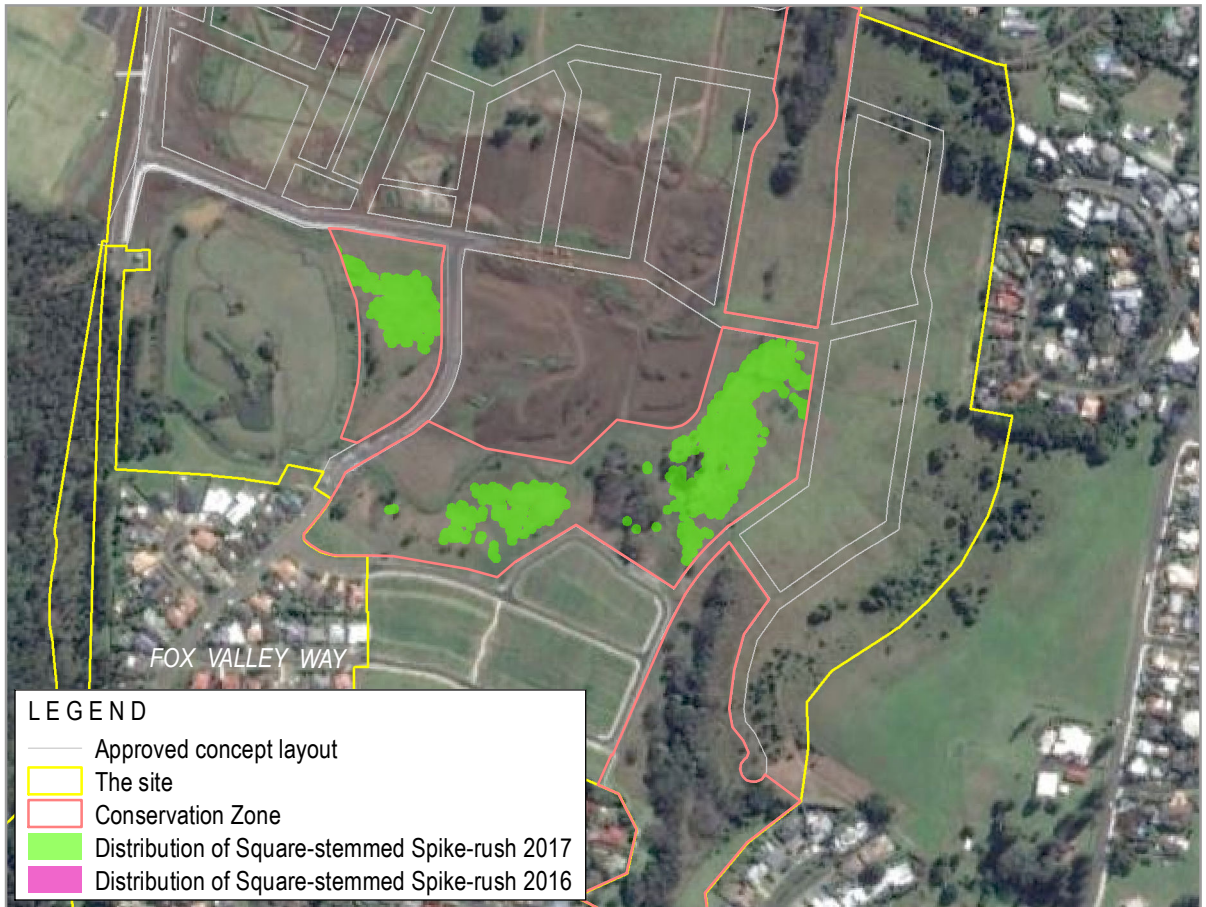 FOX VALLEY WAY
LEGEND
Approved concept layout
The site
Conservation Zone
Distribution of Square-stemmed Spike-rush 2017
Distribution of Square-stemmed Spike-rush 2016